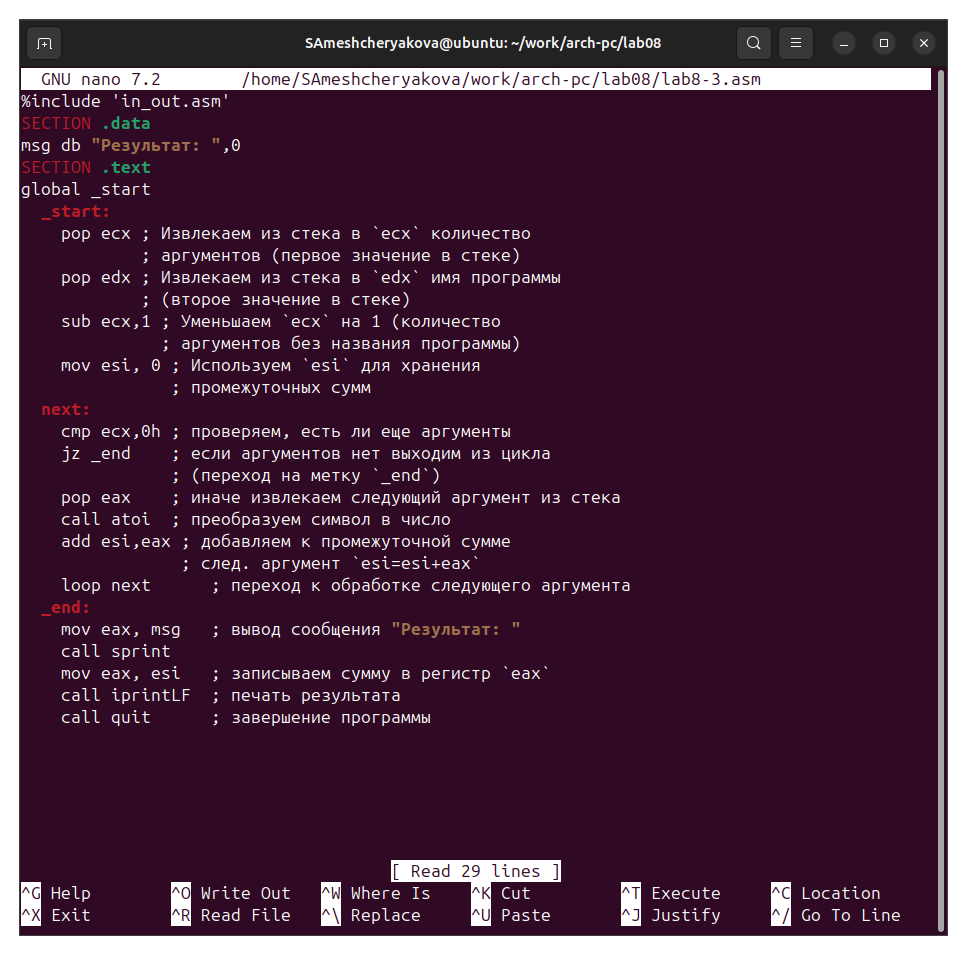 SAmeshcheryakova@ubuntu: ~/work/arch-pc/lab08
GNU nano 7.2 /home/SAmeshcheryakova/work/arch-pc/lab08/lab8-3.asm
%include 'in_out.asm'
SECTION .data
msg db "Результат: ",0
SECTION .text
global _start
_start:
pop ecx ; Извлекаем из стека в `ecx` количество
; аргументов (первое значение в стеке)
pop edx ; Извлекаем из стека в `edx` имя программы
; (второе значение в стеке)
sub ecx,1 ; Уменьшаем `ecx` на 1 (количество
; аргументов без названия программы)
mov esi, 0 ; Используем `esi` для хранения
; промежуточных сумм
next:
cmp ecx,0h ; проверяем, есть ли еще аргументы
jz _end ; если аргументов нет выходим из цикла
; (переход на метку `_end`)
pop eax ; иначе извлекаем следующий аргумент из стека
call atoi ; преобразуем символ в число
add esi,eax ; добавляем к промежуточной сумме
; след. аргумент `esi=esi+eax`
loop next ; переход к обработке следующего аргумента
_end:
mov eax, msg ; вывод сообщения "Результат: "
call sprint
mov eax, esi ; записываем сумму в регистр `eax`
call iprintLF ; печать результата
call quit ; завершение программы
[ Read 29 lines ]
^G Help ^O Write Out ^W Where Is ^K Cut ^T Execute ^C Location
^X Exit ^R Read File ^\ Replace ^U Paste ^J Justify ^/ Go To Line